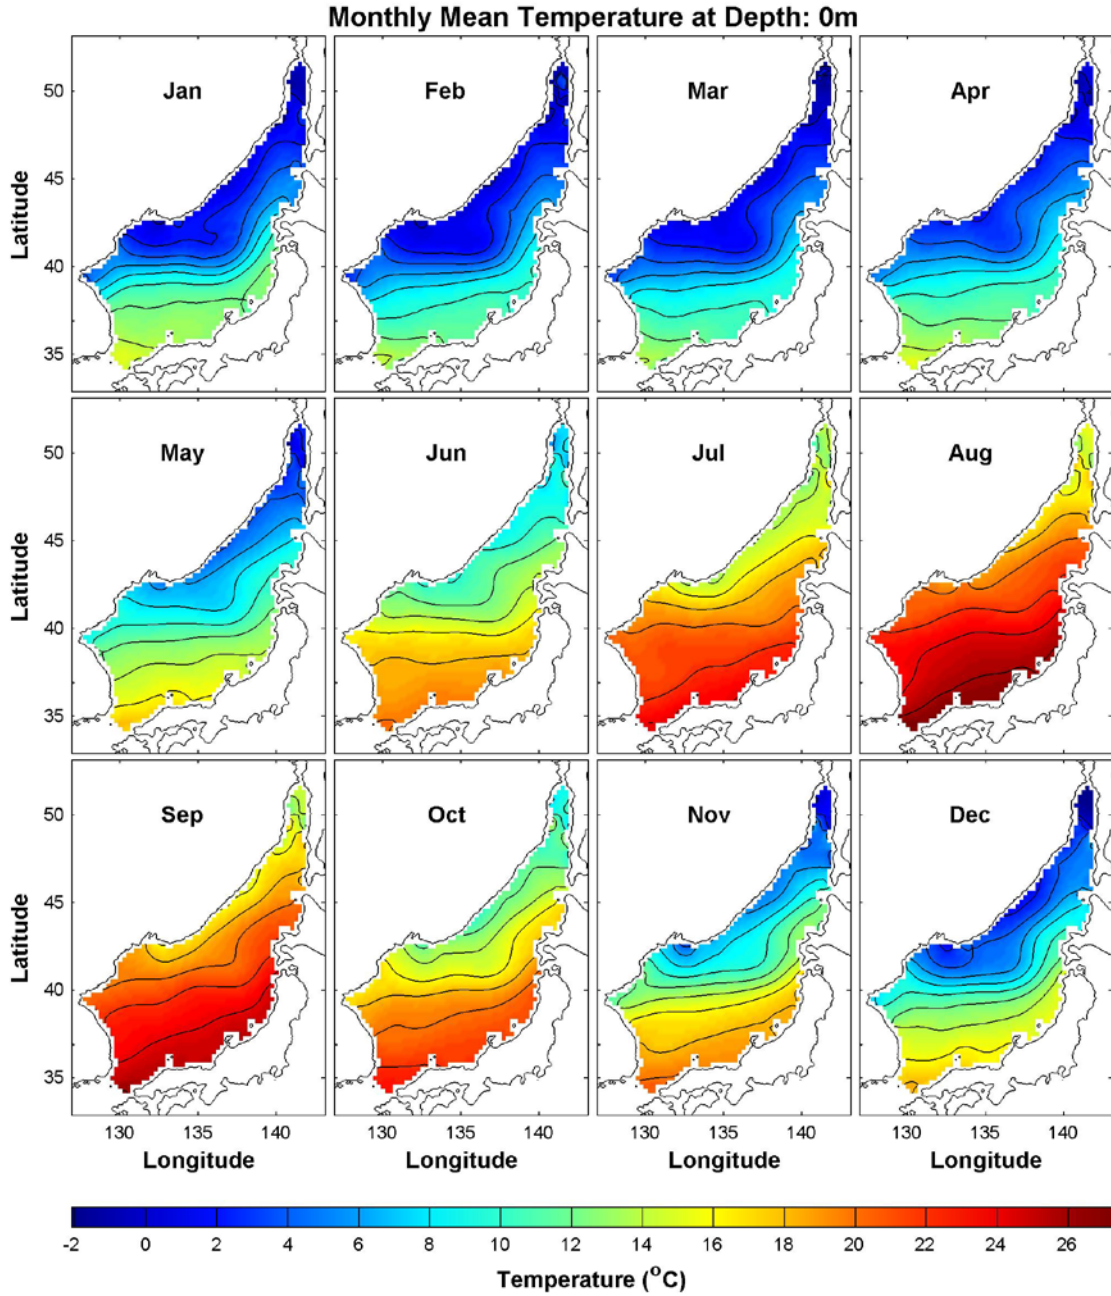 Monthly Mean Temperature at Depth: 0m
Jan Feb Mar Apr
50
45
40
35
Latitude
May Jun Jul Aug
50
45
40
35
Latitude
Sep Oct Nov Dec
50
45
40
35
Latitude
130 135 140 130 135 140 130 135 140 130 135 140
Longitude Longitude Longitude Longitude
-2 0 2 4 6 8 10 12 14 16 18 20 22 24 26
Temperature (°C)